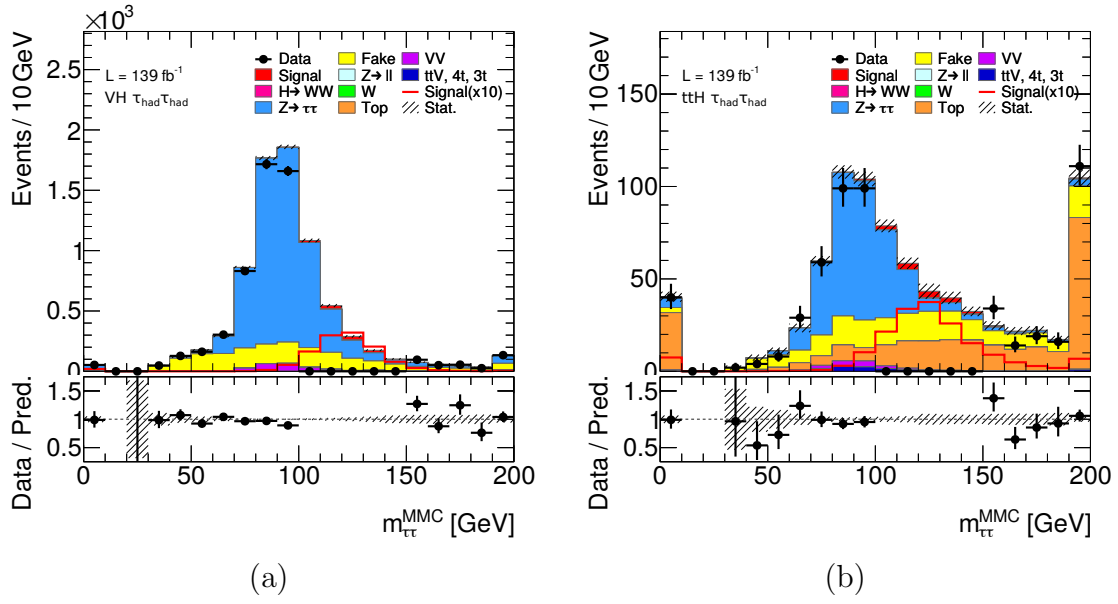 ×10³
Events / 10 GeV
2.5
2
1.5
1
0.5
0
L = 139 fb⁻¹
VH τhadτhad
Data
Signal
H→ WW
Z→ ττ
Fake
Z→ ll
W
Top
VV
ttV, 4t, 3t
Signal(x10)
Stat.
Data / Pred.
1.5
1
0.5
0 50 100 150 200
m_ττ^MMC [GeV]
(a)
Events / 10 GeV
150
100
50
0
L = 139 fb⁻¹
ttH τhadτhad
Data
Signal
H→ WW
Z→ ττ
Fake
Z→ ll
W
Top
VV
ttV, 4t, 3t
Signal(x10)
Stat.
Data / Pred.
1.5
1
0.5
0 50 100 150 200
m_ττ^MMC [GeV]
(b)